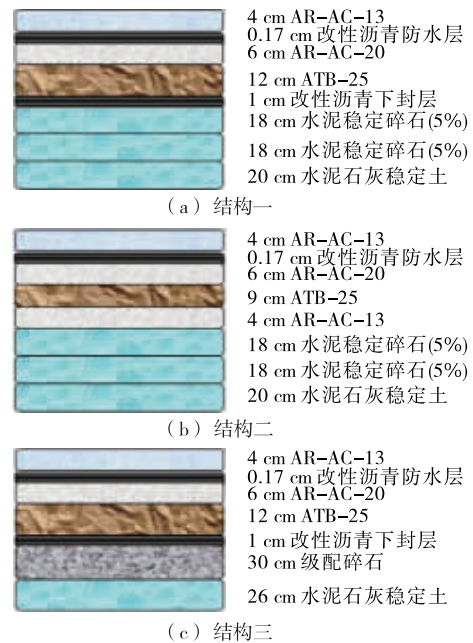 4 cm AR-AC-13
0.17 cm 改性沥青防水层
6 cm AR-AC-20
12 cm ATB-25
1 cm 改性沥青下封层
18 cm 水泥稳定碎石(5%)
18 cm 水泥稳定碎石(5%)
20 cm 水泥石灰稳定土
(a) 结构一
4 cm AR-AC-13
0.17 cm 改性沥青防水层
6 cm AR-AC-20
9 cm ATB-25
4 cm AR-AC-13
18 cm 水泥稳定碎石(5%)
18 cm 水泥稳定碎石(5%)
20 cm 水泥石灰稳定土
(b) 结构二
4 cm AR-AC-13
0.17 cm 改性沥青防水层
6 cm AR-AC-20
12 cm ATB-25
1 cm 改性沥青下封层
30 cm 级配碎石
26 cm 水泥石灰稳定土
(c) 结构三